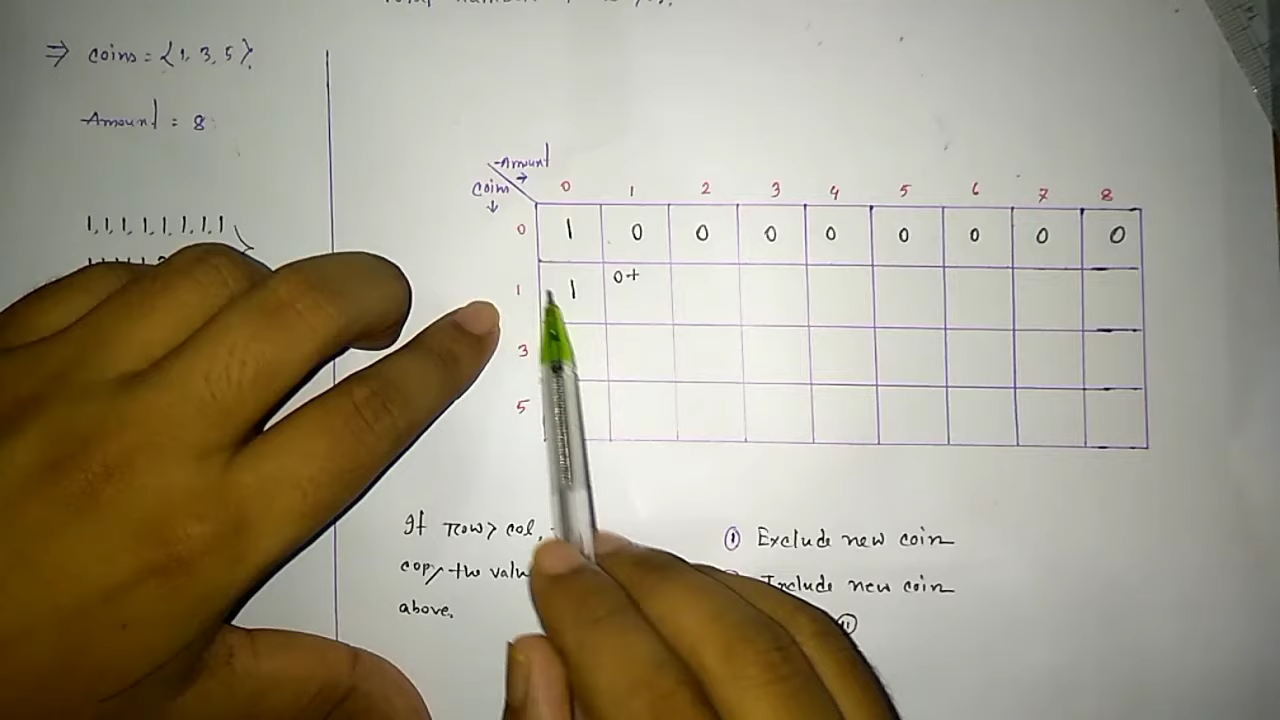 ⇒ coins = {1, 3, 5}
Amount = 8
1,1,1,1,1,1,1,1
Amount →
coins ↓
0 1 2 3 4 5 6 7 8
0 1 0 0 0 0 0 0 0 0
1 1 0+
3
5
If row > col,
copy the valu
above.
① Exclude new coin
Include new coin
⑪